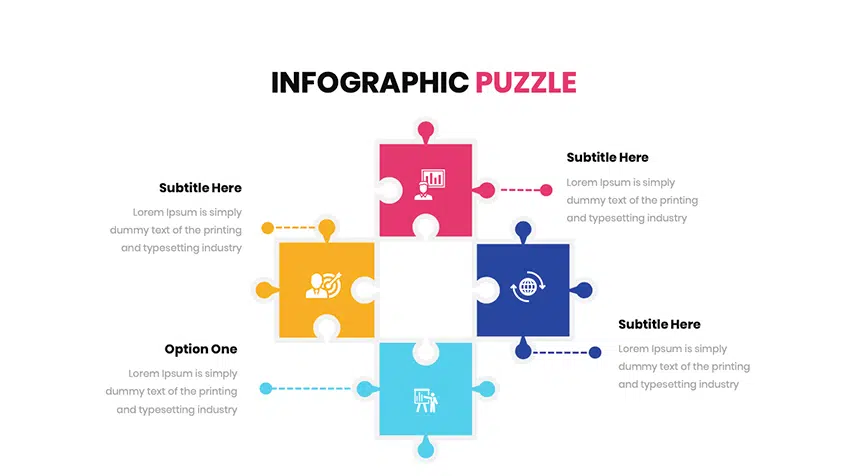 INFOGRAPHIC PUZZLE
Subtitle Here
Lorem Ipsum is simply
dummy text of the printing
and typesetting industry
Subtitle Here
Lorem Ipsum is simply
dummy text of the printing
and typesetting industry
Option One
Lorem Ipsum is simply
dummy text of the printing
and typesetting industry
Subtitle Here
Lorem Ipsum is simply
dummy text of the printing
and typesetting industry